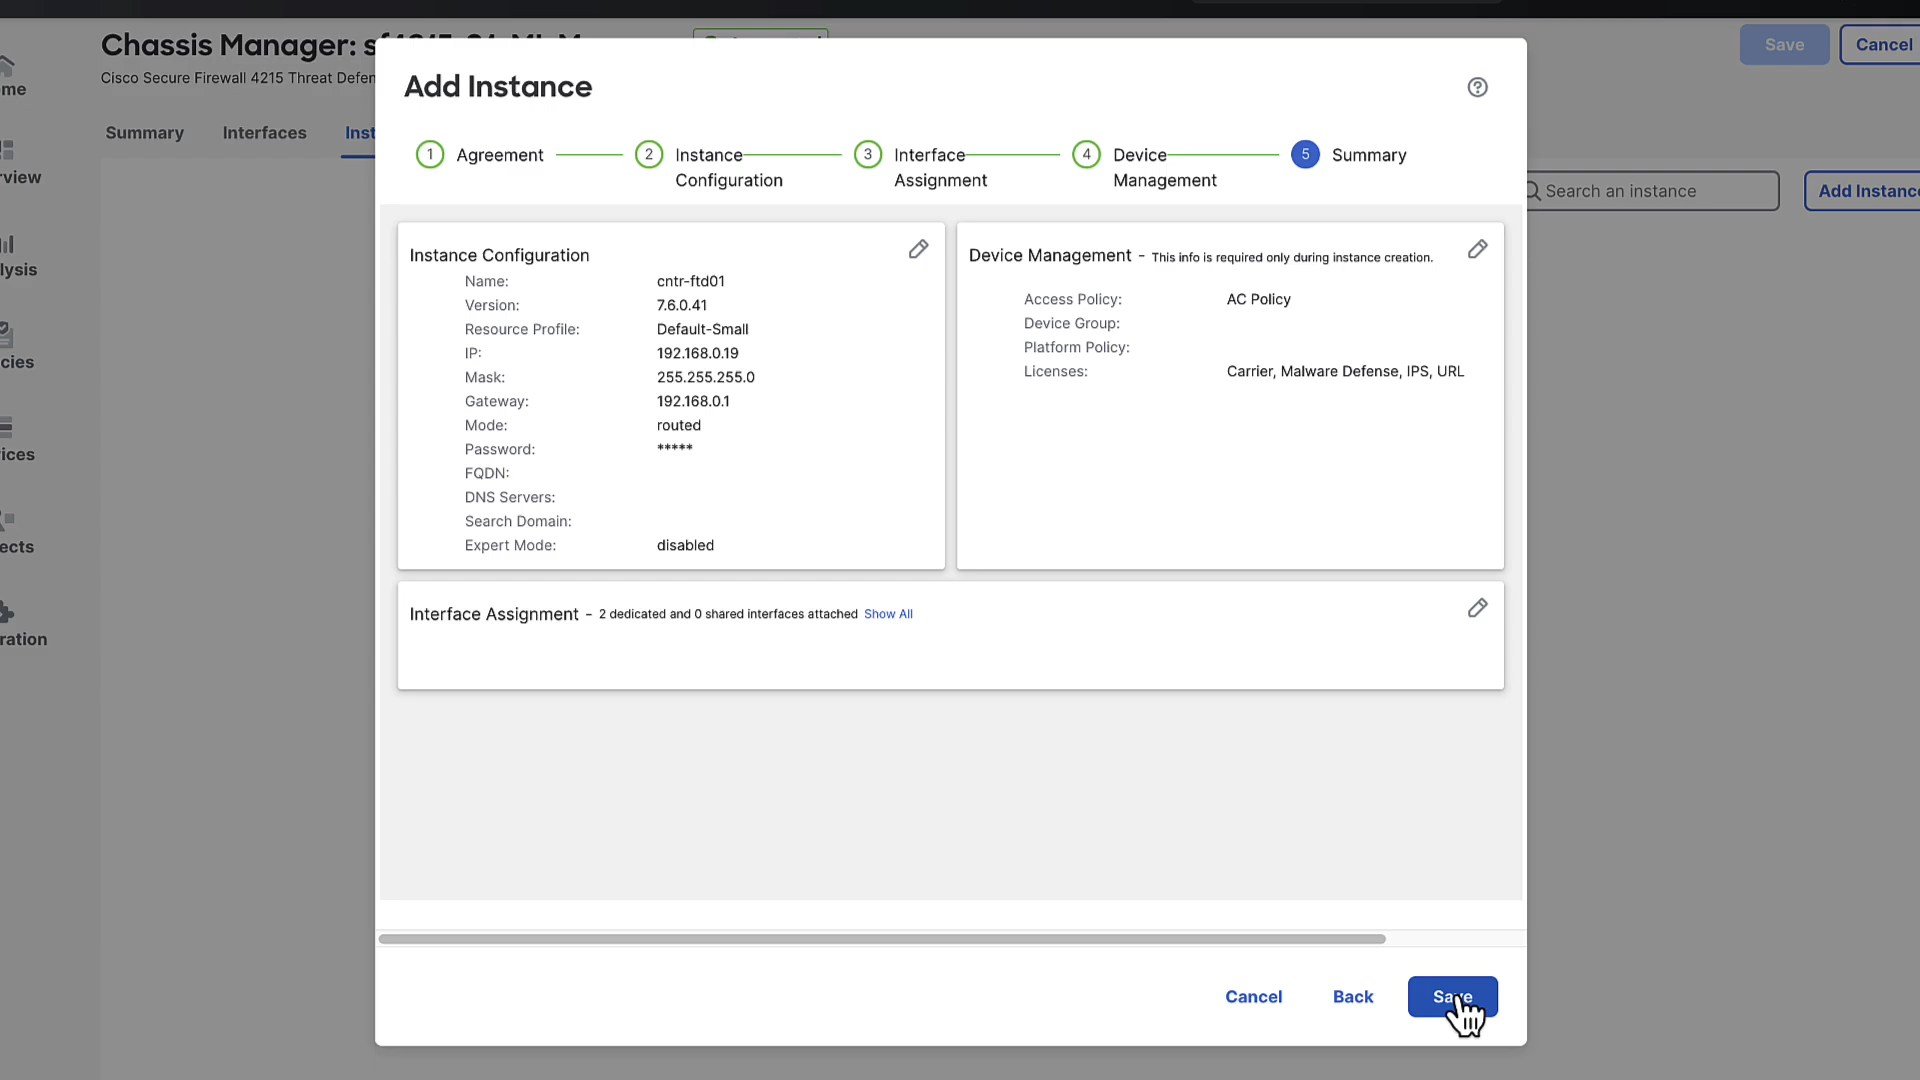 Chassis Manager:
Save
Cancel
Cisco Secure Firewall 4215 Threat
Summary
Interfaces
Search an instance
Add Instance
Add Instance
1 Agreement
2 Instance Configuration
3 Interface Assignment
4 Device Management
5 Summary
Instance Configuration
Name: cntr-ftd01
Version: 7.6.0.41
Resource Profile: Default-Small
IP: 192.168.0.19
Mask: 255.255.255.0
Gateway: 192.168.0.1
Mode: routed
Password: *****
FQDN:
DNS Servers:
Search Domain:
Expert Mode: disabled
Device Management - This info is required only during instance creation.
Access Policy: AC Policy
Device Group:
Platform Policy:
Licenses: Carrier, Malware Defense, IPS, URL
Interface Assignment - 2 dedicated and 0 shared interfaces attached Show All
Cancel
Back
Save